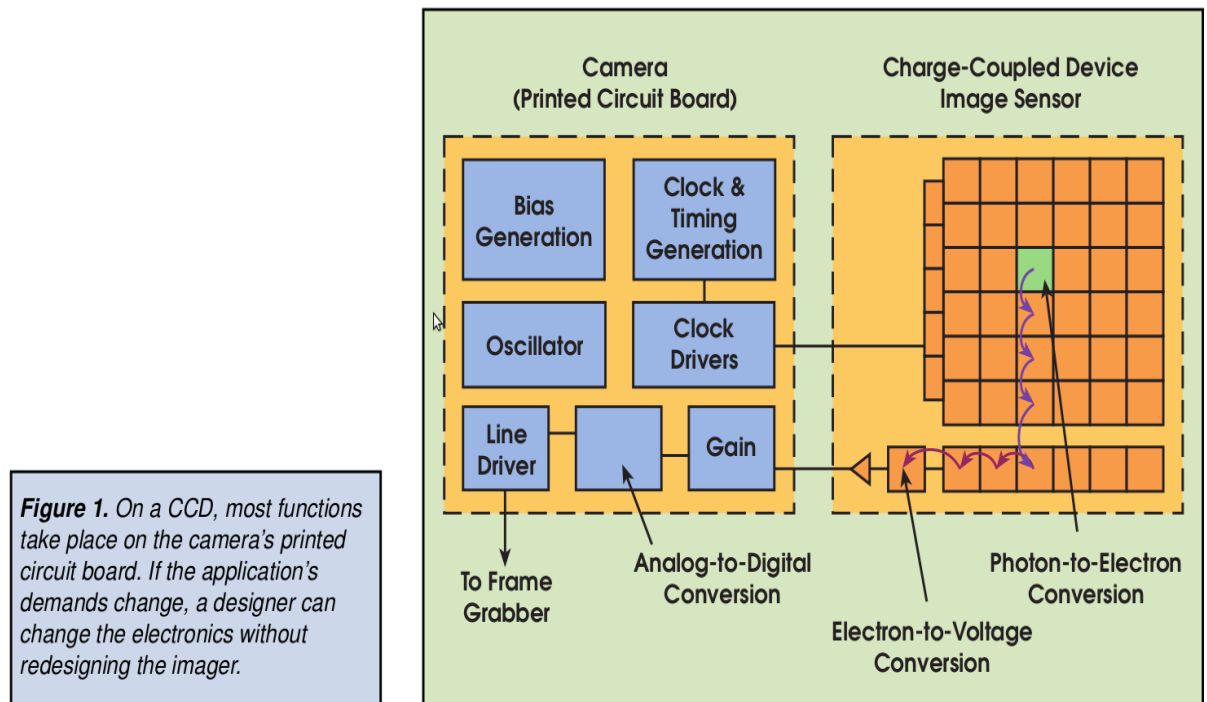 Camera
(Printed Circuit Board)
Charge-Coupled Device
Image Sensor
Bias
Generation
Clock &
Timing
Generation
Oscillator
Clock
Drivers
Line
Driver
Gain
To Frame
Grabber
Analog-to-Digital
Conversion
Electron-to-Voltage
Conversion
Photon-to-Electron
Conversion
Figure 1. On a CCD, most functions
take place on the camera's printed
circuit board. If the application's
demands change, a designer can
change the electronics without
redesigning the imager.